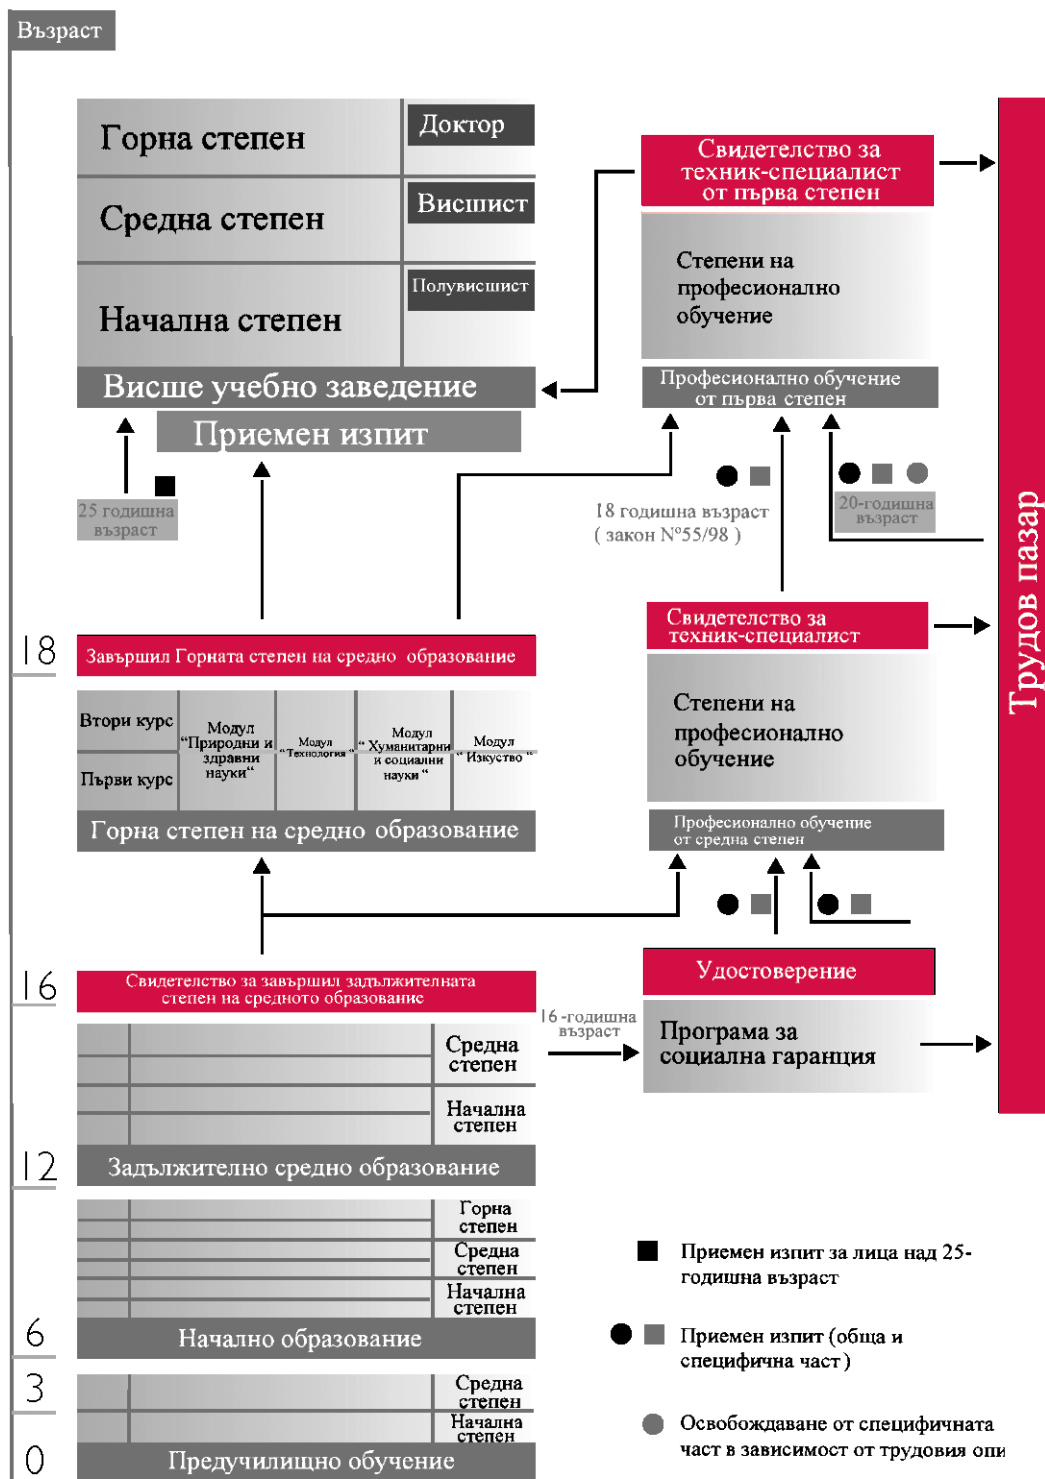 Възраст
Горна степен
Доктор
Средна степен
Висшист
Начална степен
Полувисшист
Висше учебно заведение
Приемен изпит
25 годишна
възраст
Свидетелство за
техник-специалист
от първа степен
Степени на
професионално
обучение
Професионално обучение
от първа степен
18 годишна възраст
( закон Nº55/98 )
20-годишна
възраст
Трудов пазар
18
Завършил Горната степен на средно образование
Втори курс
Първи курс
Модул
“Природни и
здравни
науки“
Модул
“ Технология “
Модул
“ Хуманитарни
и социални
науки “
Модул
“ Изкуство “
Горна степен на средно образование
Свидетелство за
техник-специалист
Степени на
професионално
обучение
Професионално обучение
от средна степен
16
Свидетелство за завършил задължителната
степен на средното образование
Средна
степен
Начална
степен
12
Задължително средно образование
16 -годишна
възраст
Удостоверение
Програма за
социална гаранция
Горна
степен
Средна
степен
Начална
степен
6
Начално образование
3
Средна
степен
Начална
степен
0
Предучилищно обучение
Приемен изпит за лица над 25-
годишна възраст
Приемен изпит (обща и
специфична част)
Освобождаване от специфичната
част в зависимост от трудовия опи